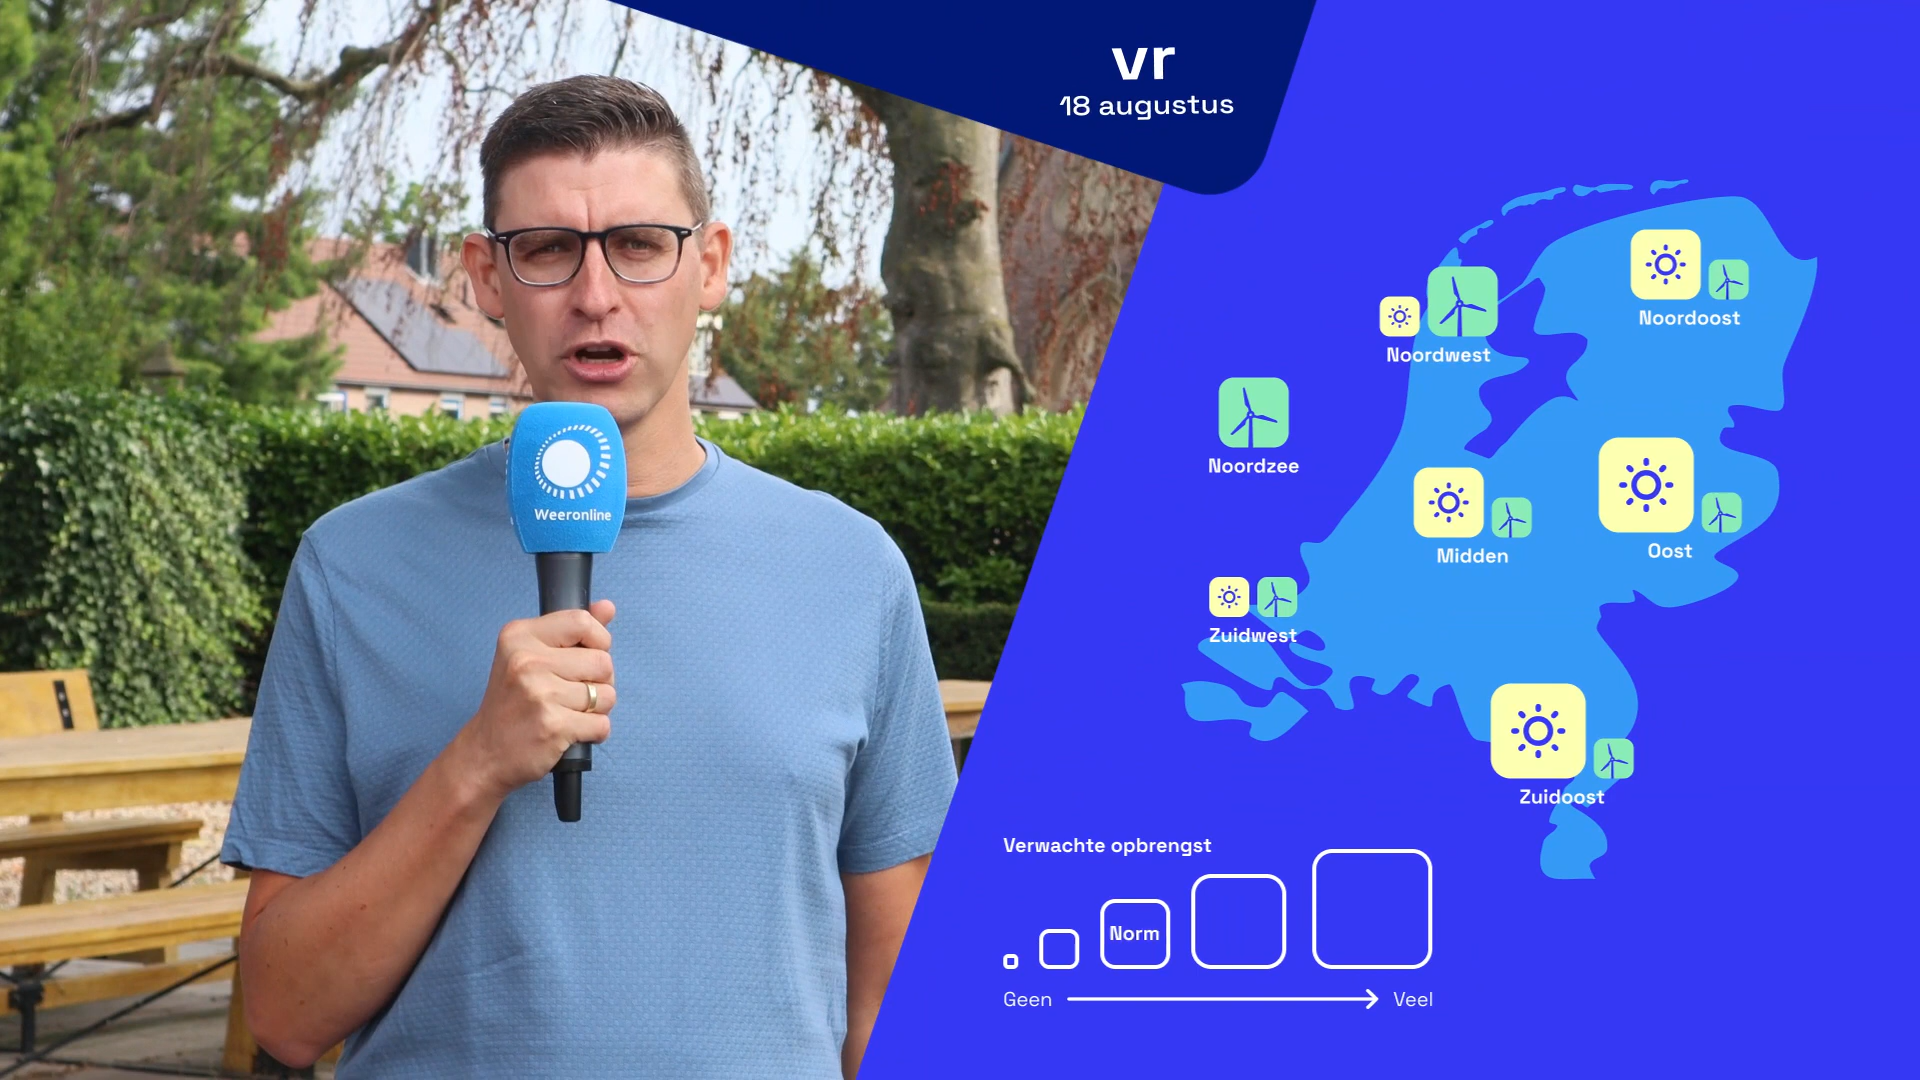 vr
18 augustus
Noordoost
Noordwest
Noordzee
Weeronline
Midden
Oost
Zuidwest
Zuidoost
Verwachte opbrengst
Norm
Geen
Veel